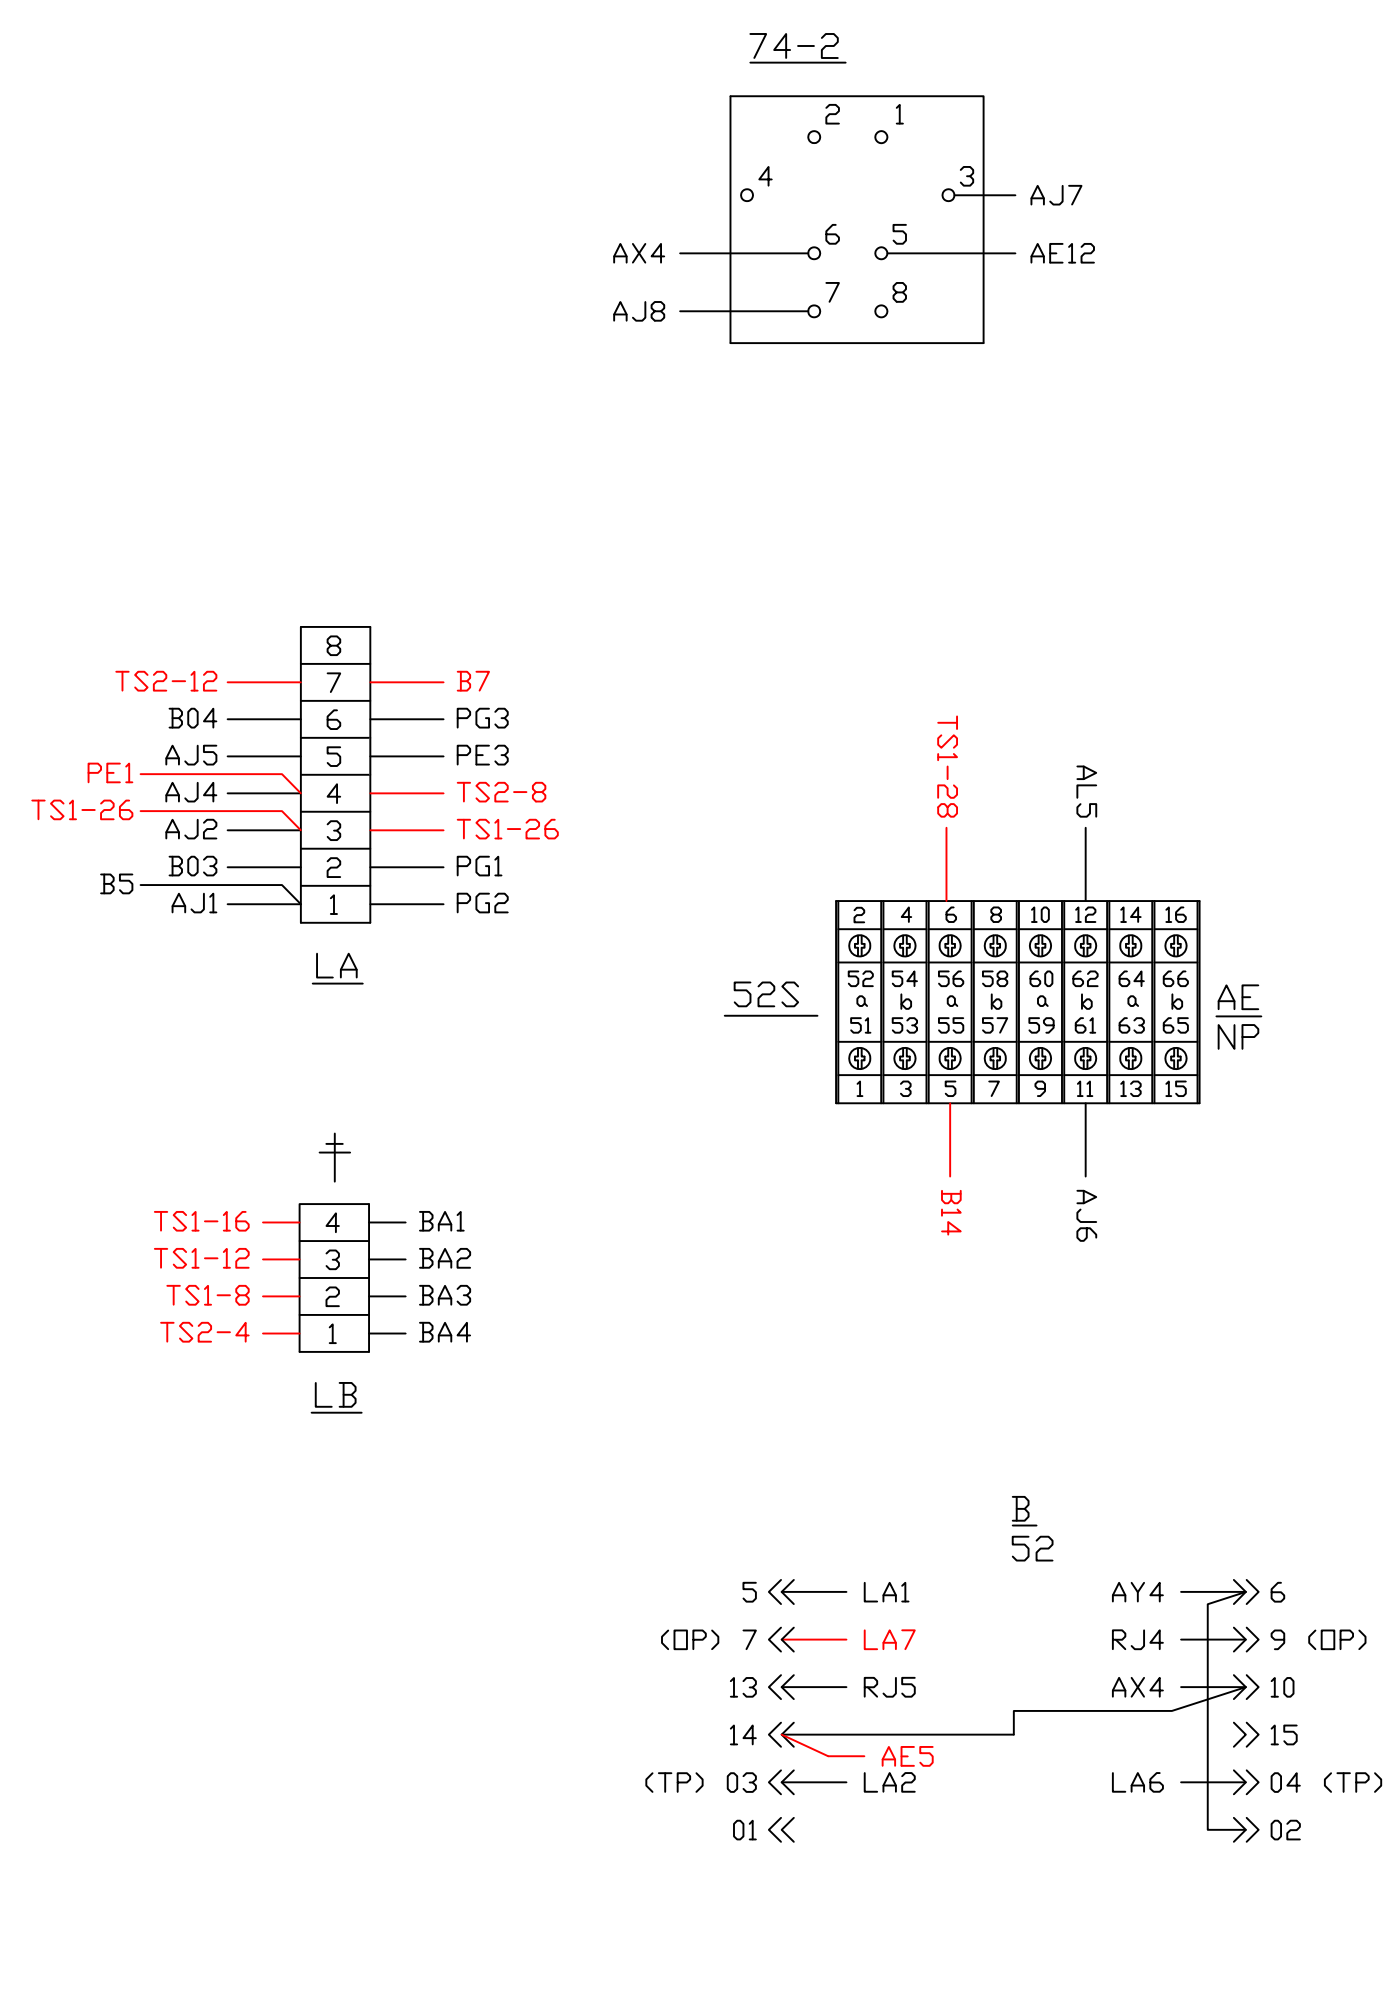 74-2
2 1
4 3 AJ7
AX4 6 5 AE12
AJ8 7 8
8
TS2-12 7 B7
B04 6 PG3
AJ5 5 PE3
PE1
AJ4 4 TS2-8
TS1-26
AJ2 3 TS1-26
B03 2 PG1
B5
AJ1 1 PG2
LA
TS1-28 AL5
2 4 6 8 10 12 14 16
52 54 56 58 60 62 64 66
52S a b a b a b a b AE
NP
51 53 55 57 59 61 63 65
1 3 5 7 9 11 13 15
B14 AJ6
TS1-16 4 BA1
TS1-12 3 BA2
TS1-8 2 BA3
TS2-4 1 BA4
LB
B
52
5 LA1 AY4 6
(OP) 7 LA7 RJ4 9 (OP)
13 RJ5 AX4 10
14 15
AE5
(TP) 03 LA2 LA6 04 (TP)
01 02